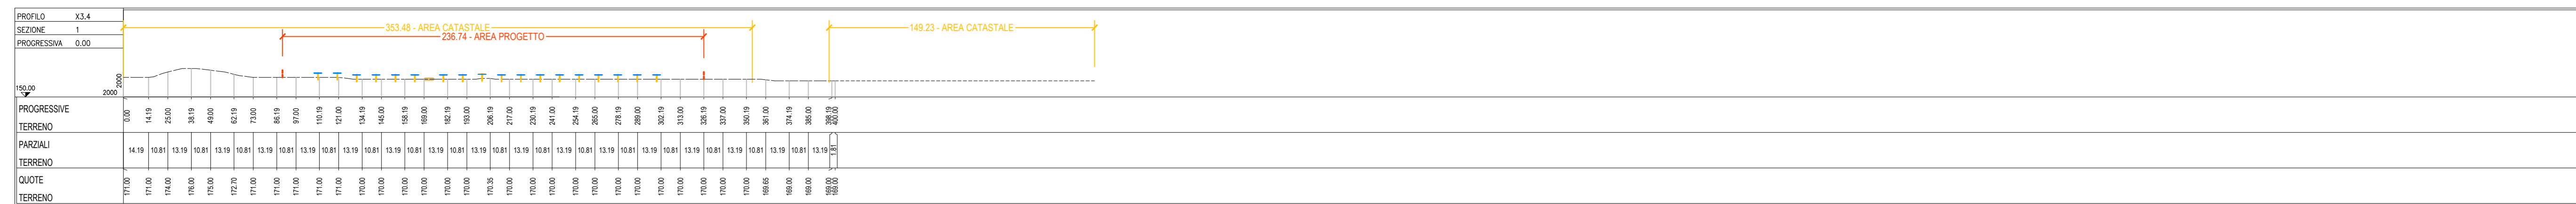 PROFILO X3.4
SEZIONE 1
PROGRESSIVA 0.00
353.48 - AREA CATASTALE
149.23 - AREA CATASTALE
236.74 - AREA PROGETTO
150.00
2000
2000
PROGRESSIVE TERRENO
0.00 14.19 25.00 38.19 49.00 62.19 73.00 86.19 97.00 110.19 121.00 134.19 145.00 158.19 169.00 182.19 193.00 206.19 217.00 230.19 241.00 254.19 265.00 278.19 289.00 302.19 313.00 326.19 337.00 350.19 361.00 374.19 385.00 398.19 400.00
PARZIALI TERRENO
14.19 10.81 13.19 10.81 13.19 10.81 13.19 10.81 13.19 10.81 13.19 10.81 13.19 10.81 13.19 10.81 13.19 10.81 13.19 10.81 13.19 10.81 13.19 10.81 13.19 10.81 13.19 10.81 13.19 10.81 13.19 10.81 13.19 1.81
QUOTE TERRENO
171.00 171.00 174.00 176.00 175.00 172.70 171.00 171.00 171.00 171.00 171.00 170.00 170.00 170.00 170.00 170.00 170.00 170.35 170.00 170.00 170.00 170.00 170.00 170.00 170.00 170.00 170.00 170.00 170.00 170.00 169.65 169.00 169.00 169.00 169.00